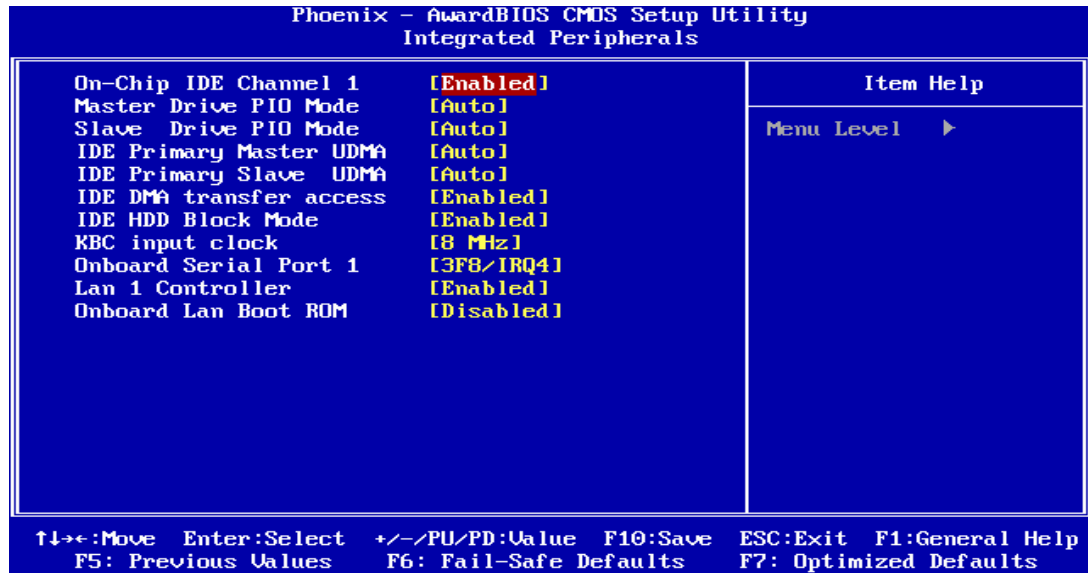 Phoenix - AwardBIOS CMOS Setup Utility
Integrated Peripherals
On-Chip IDE Channel 1 [Enabled]
Master Drive PIO Mode [Auto]
Slave Drive PIO Mode [Auto]
IDE Primary Master UDMA [Auto]
IDE Primary Slave UDMA [Auto]
IDE DMA transfer access [Enabled]
IDE HDD Block Mode [Enabled]
KBC input clock [8 MHz]
Onboard Serial Port 1 [3F8/IRQ4]
Lan 1 Controller [Enabled]
Onboard Lan Boot ROM [Disabled]
Item Help
Menu Level ▶
↑↓→←:Move Enter:Select +/-/PU/PD:Value F10:Save ESC:Exit F1:General Help
F5: Previous Values F6: Fail-Safe Defaults F7: Optimized Defaults